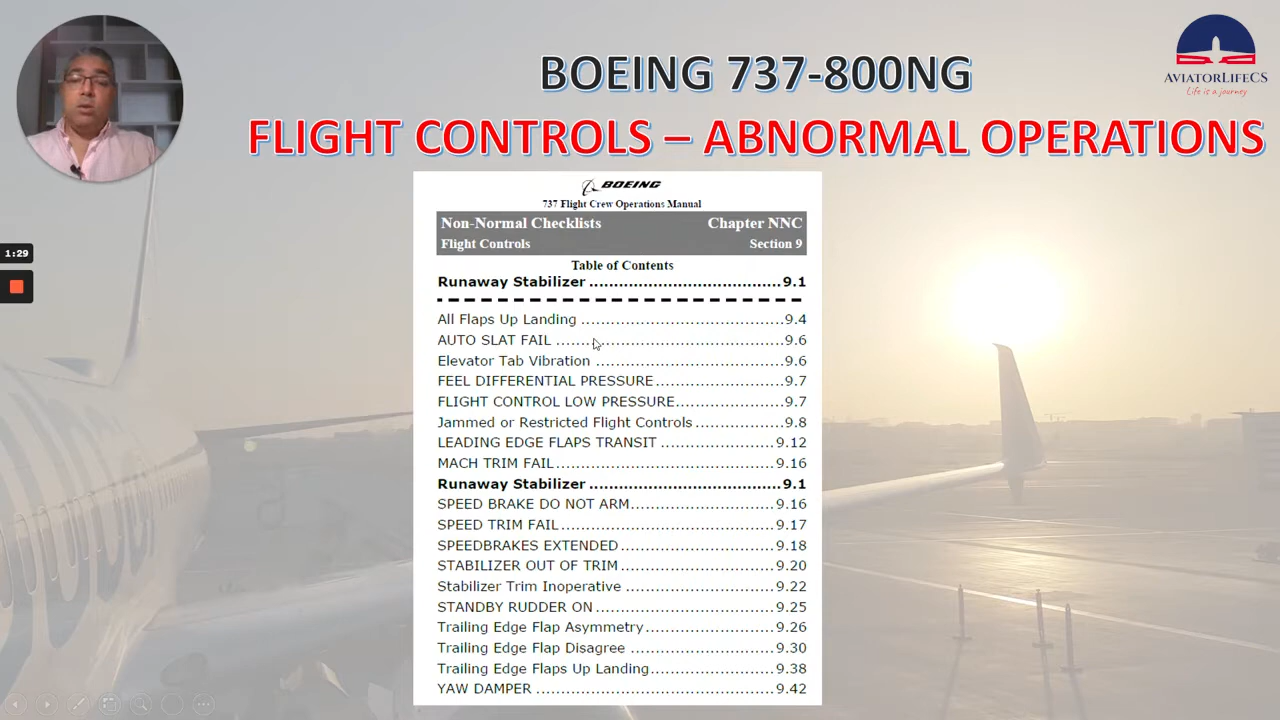 AVIATORLIFECS
Life is a journey
BOEING 737-800NG
FLIGHT CONTROLS – ABNORMAL OPERATIONS
1:29
BOEING
737 Flight Crew Operations Manual
Non-Normal Checklists Chapter NNC
Flight Controls Section 9
Table of Contents
Runaway Stabilizer ........................................ 9.1
All Flaps Up Landing ........................................ 9.4
AUTO SLAT FAIL ........................................ 9.6
Elevator Tab Vibration ........................................ 9.6
FEEL DIFFERENTIAL PRESSURE ........................................ 9.7
FLIGHT CONTROL LOW PRESSURE ........................................ 9.7
Jammed or Restricted Flight Controls ........................................ 9.8
LEADING EDGE FLAPS TRANSIT ........................................ 9.12
MACH TRIM FAIL ........................................ 9.16
Runaway Stabilizer ........................................ 9.1
SPEED BRAKE DO NOT ARM ........................................ 9.16
SPEED TRIM FAIL ........................................ 9.17
SPEEDBRAKES EXTENDED ........................................ 9.18
STABILIZER OUT OF TRIM ........................................ 9.20
Stabilizer Trim Inoperative ........................................ 9.22
STANDBY RUDDER ON ........................................ 9.25
Trailing Edge Flap Asymmetry ........................................ 9.26
Trailing Edge Flap Disagree ........................................ 9.30
Trailing Edge Flaps Up Landing ........................................ 9.38
YAW DAMPER ........................................ 9.42